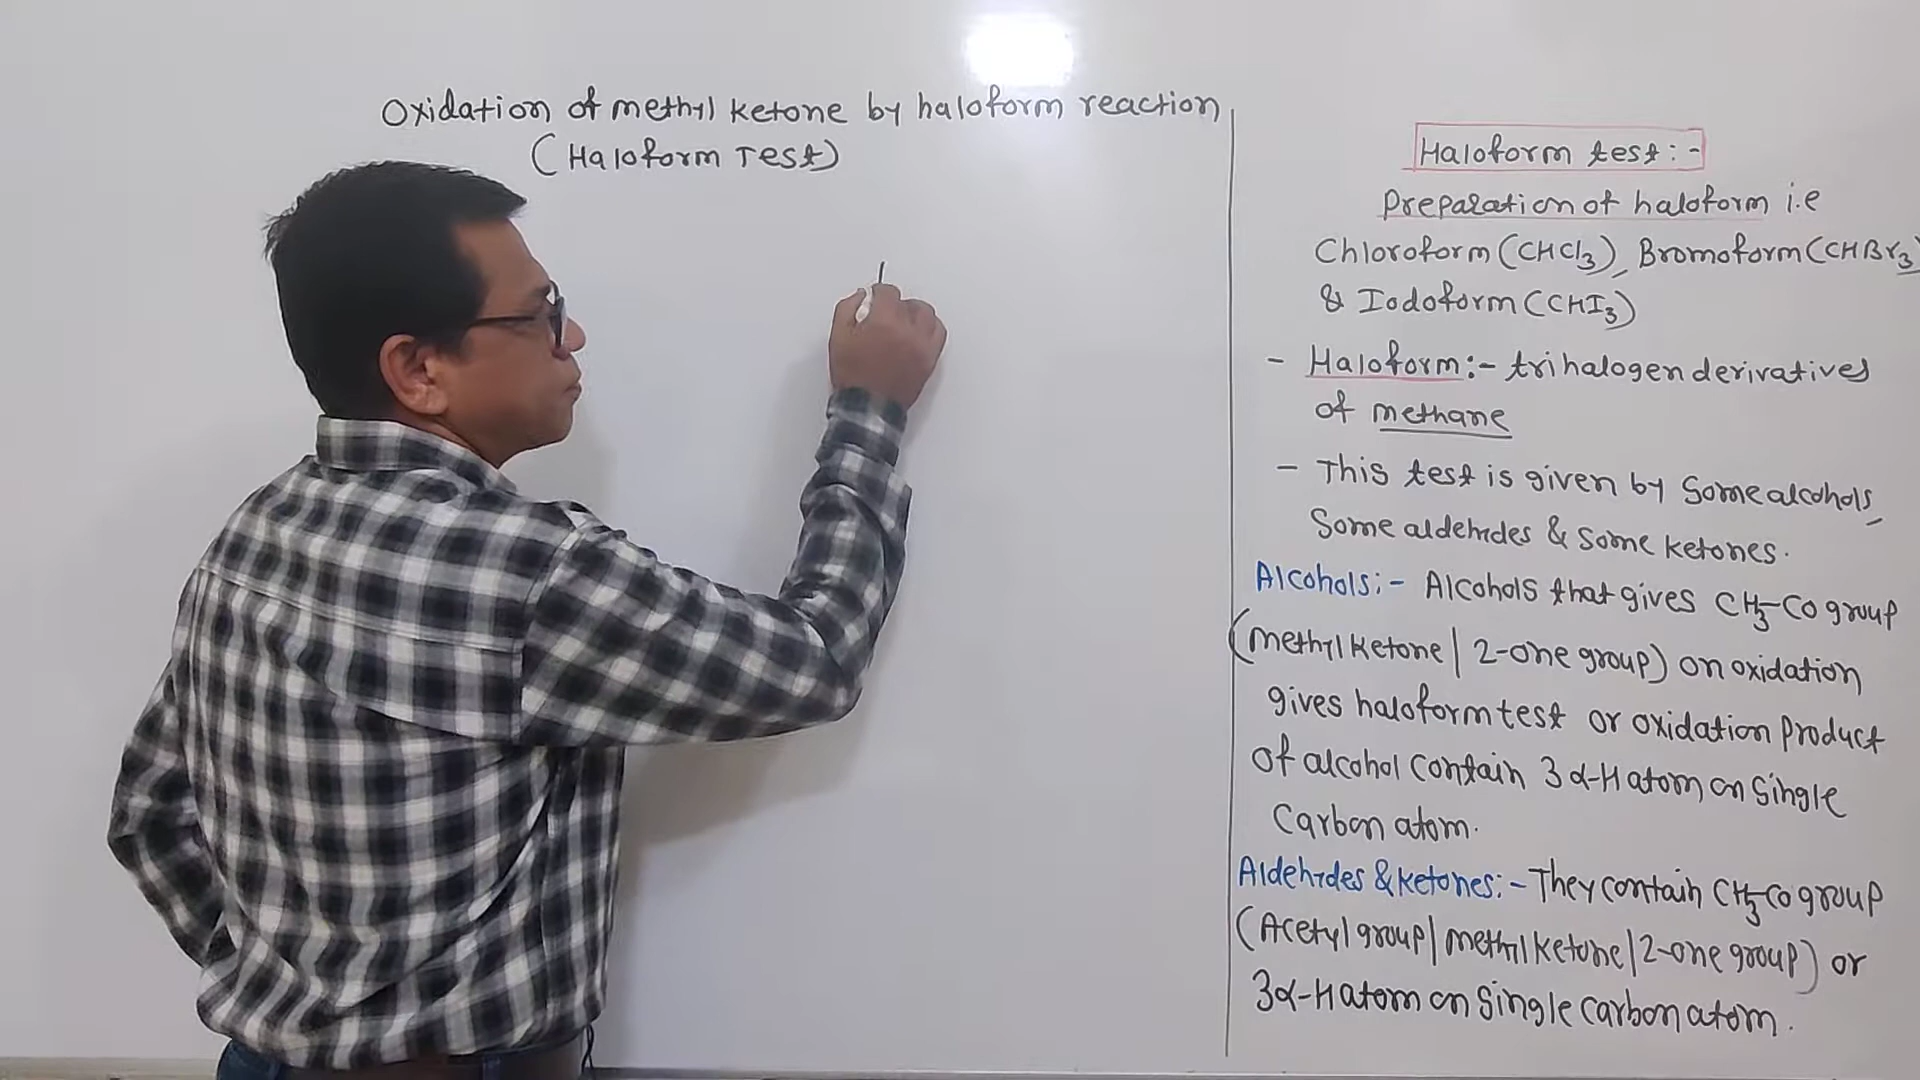 Oxidation of methyl ketone by haloform reaction
(Haloform Test)
Haloform test:-
Preparation of haloform i.e
Chloroform (CHCl3), Bromoform (CHBr3)
& Iodoform (CHI3)
- Haloform:- trihalogen derivatives
of methane
- This test is given by Some alcohols,
Some aldehydes & Some ketones.
Alcohols:- Alcohols that gives CH3-CO group
(methyl ketone | 2-one group) on oxidation
gives haloform test or oxidation product
of alcohol contain 3 α-H atom on Single
Carbon atom.
Aldehydes & ketones:- They contain CH3-CO group
(Acetyl group | methyl ketone | 2-one group) or
3α-H atom on Single carbon atom.